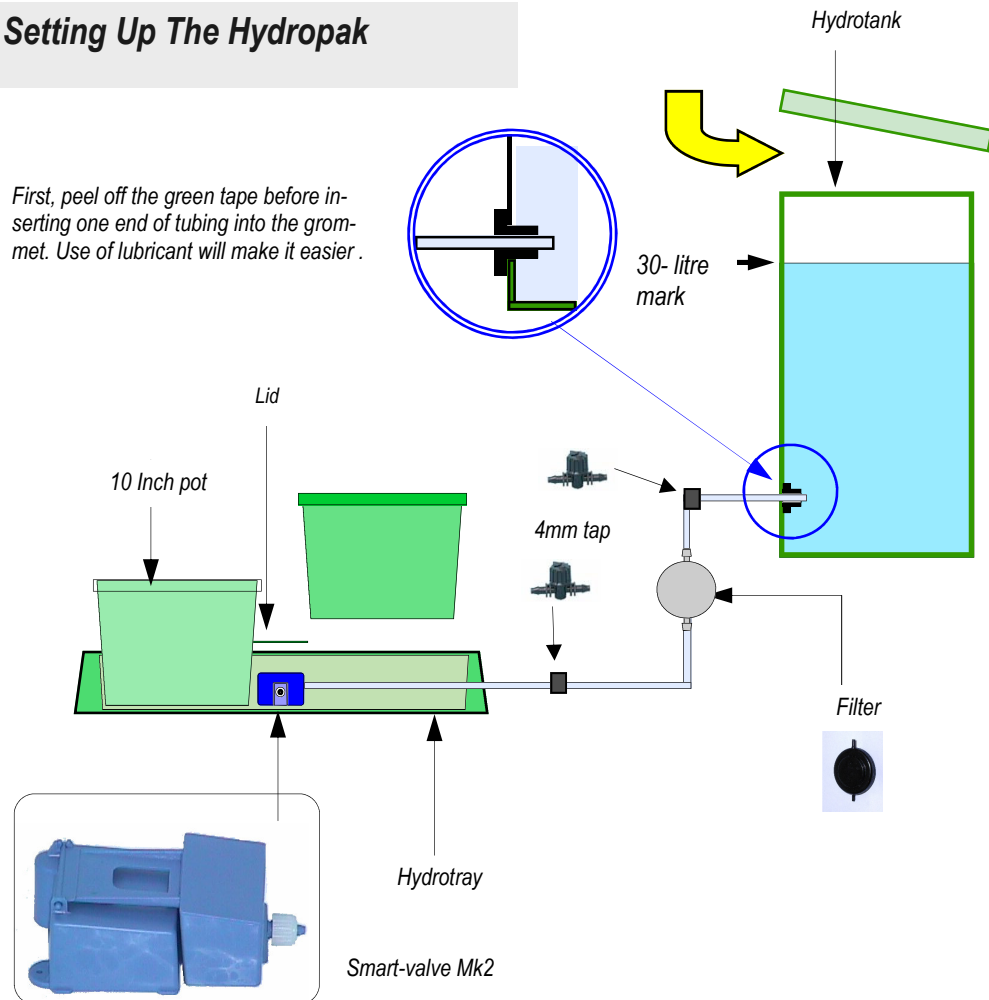 Setting Up The Hydropak
Hydrotank
First, peel off the green tape before in-
serting one end of tubing into the grom-
met. Use of lubricant will make it easier .
30- litre
mark
Lid
10 Inch pot
4mm tap
Filter
Hydrotray
Smart-valve Mk2